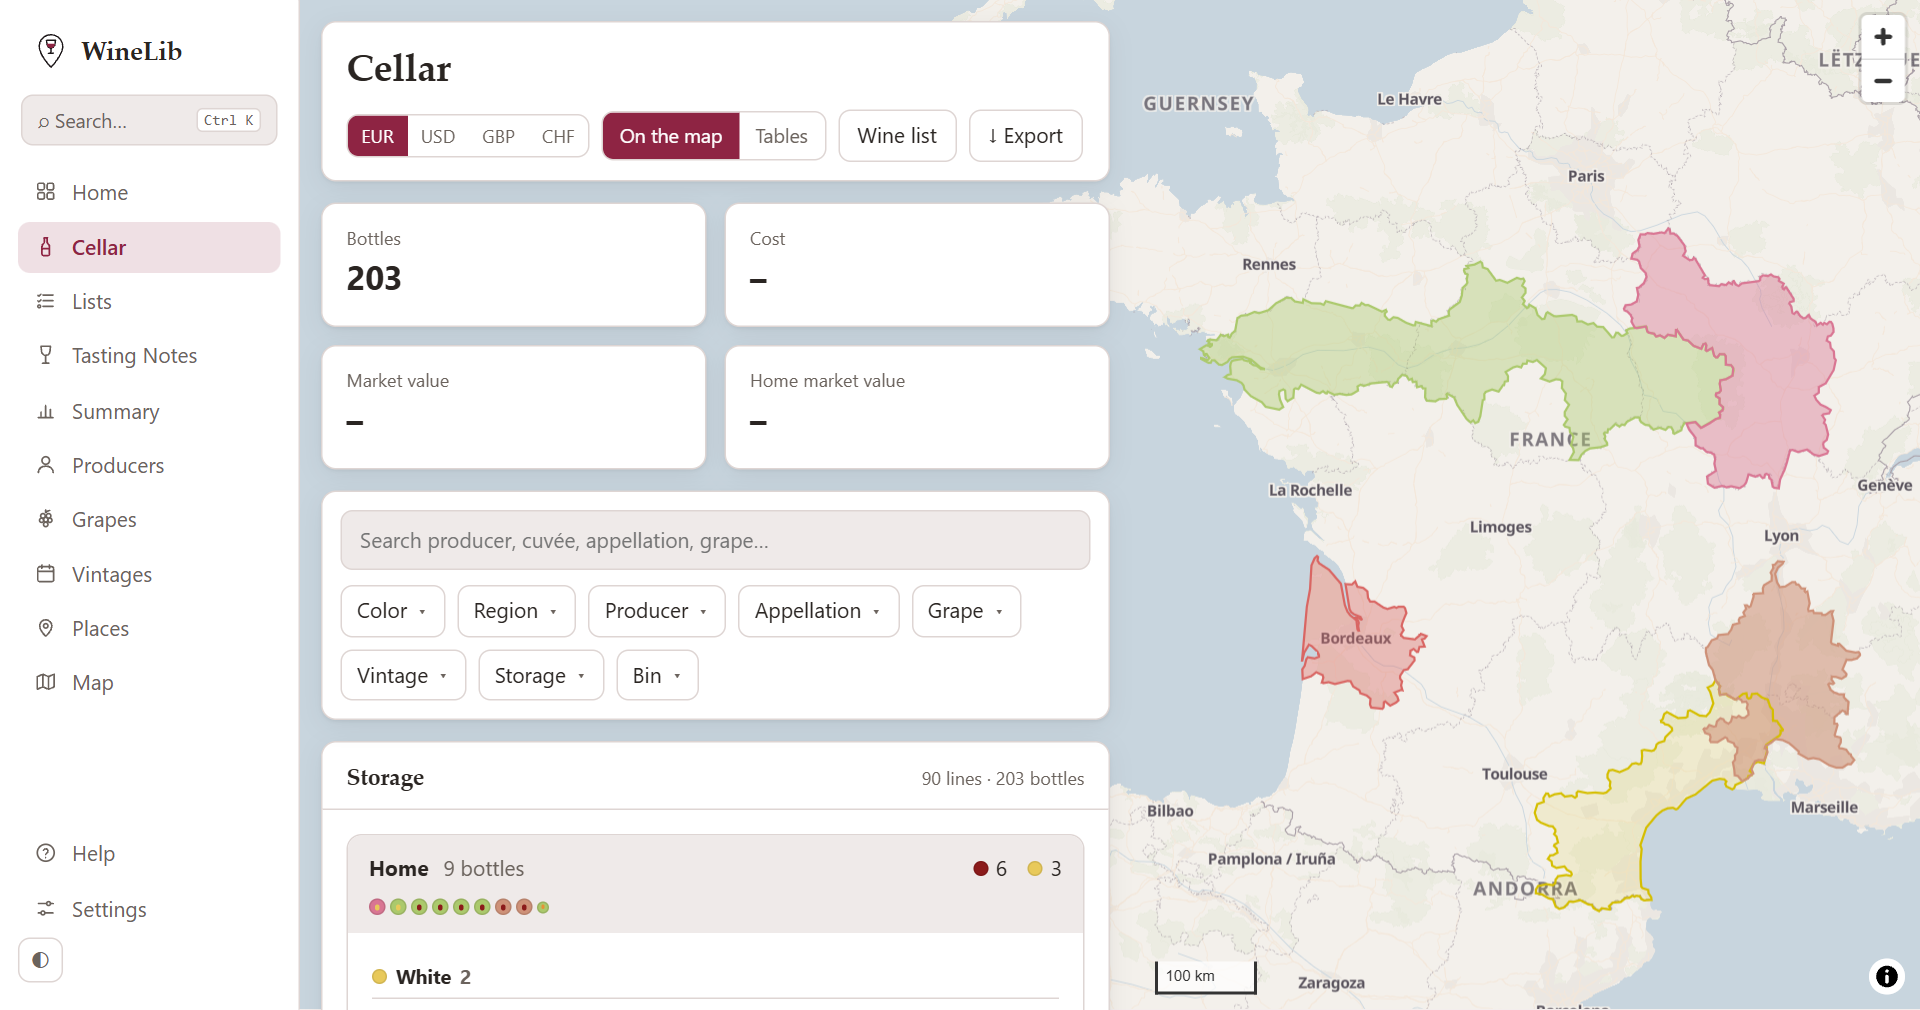 WineLib
Search...
Ctrl K
Home
Cellar
Lists
Tasting Notes
Summary
Producers
Grapes
Vintages
Places
Map
Help
Settings
Cellar
EUR USD GBP CHF
On the map Tables
Wine list
↓ Export
Bottles
203
Cost
–
Market value
–
Home market value
–
Search producer, cuvée, appellation, grape...
Color
Region
Producer
Appellation
Grape
Vintage
Storage
Bin
Storage
90 lines · 203 bottles
Home 9 bottles
6 3
White 2
GUERNSEY
Le Havre
Paris
Rennes
FRANCE
La Rochelle
Limoges
Genève
Lyon
Bordeaux
Toulouse
Marseille
Bilbao
Pamplona / Iruña
ANDORRA
Zaragoza
100 km
+
−